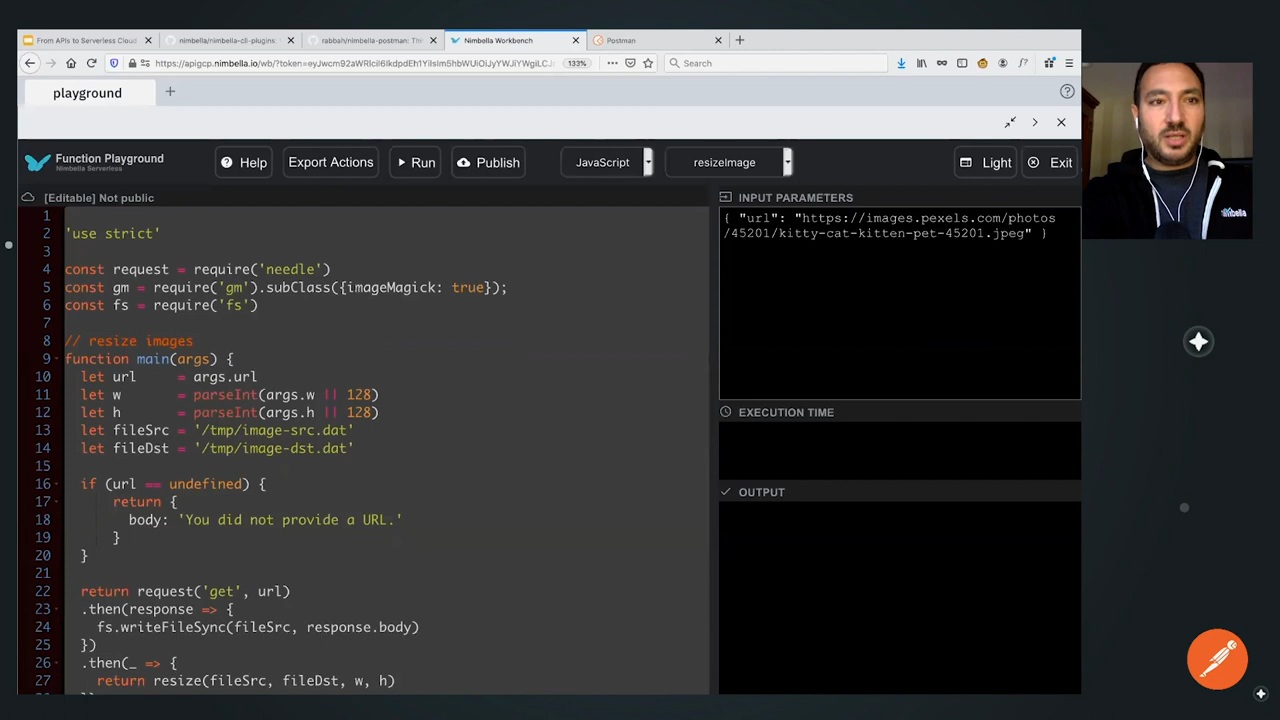 From APIs to Serverless Cloud
nimbella/nimbella-cli-plugins:
rabbah/nimbella-postman: Th
Nimbella Workbench
Postman
133%
Search
playground
Function Playground
Nimbella Serverless
Help
Export Actions
Run
Publish
JavaScript
resizeImage
Light
Exit
[Editable] Not public
1
2 'use strict'
3
4 const request = require('needle')
5 const gm = require('gm').subClass({imageMagick: true});
6 const fs = require('fs')
7
8 // resize images
9 function main(args) {
10 let url = args.url
11 let w = parseInt(args.w || 128)
12 let h = parseInt(args.h || 128)
13 let fileSrc = '/tmp/image-src.dat'
14 let fileDst = '/tmp/image-dst.dat'
15
16 if (url == undefined) {
17 return {
18 body: 'You did not provide a URL.'
19 }
20 }
21
22 return request('get', url)
23 .then(response => {
24 fs.writeFileSync(fileSrc, response.body)
25 })
26 .then(_ => {
27 return resize(fileSrc, fileDst, w, h)
INPUT PARAMETERS
{ "url": "https://images.pexels.com/photos
/45201/kitty-cat-kitten-pet-45201.jpeg" }
EXECUTION TIME
OUTPUT
nimbella